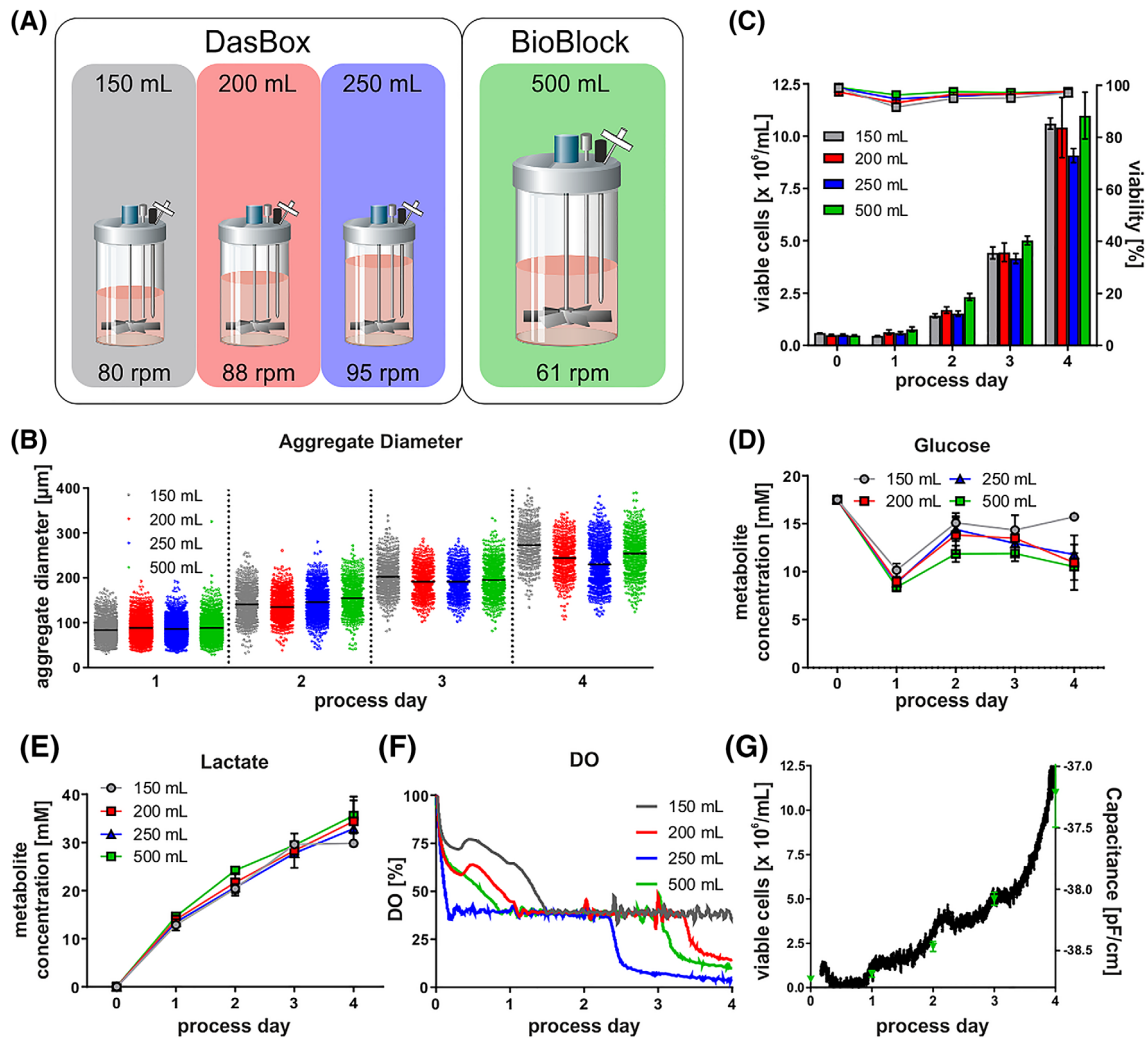 (A)
DasBox
BioBlock
150 mL
200 mL
250 mL
500 mL
80 rpm
88 rpm
95 rpm
61 rpm
(C)
viable cells [x 10⁶/mL]
12.5
10.0
7.5
5.0
2.5
0.0
150 mL
200 mL
250 mL
500 mL
100
80
60
40
20
0
viability [%]
0 1 2 3 4
process day
(B)
Aggregate Diameter
aggregate diameter [µm]
400
300
200
100
0
150 mL
200 mL
250 mL
500 mL
1 2 3 4
process day
(D)
Glucose
metabolite
concentration [mM]
20
15
10
5
0
150 mL 250 mL
200 mL 500 mL
0 1 2 3 4
process day
(E)
Lactate
metabolite
concentration [mM]
40
30
20
10
0
150 mL
200 mL
250 mL
500 mL
0 1 2 3 4
process day
(F)
DO
DO [%]
100
75
50
25
0
150 mL
200 mL
250 mL
500 mL
0 1 2 3 4
process day
(G)
viable cells [x 10⁶/mL]
12.5
10.0
7.5
5.0
2.5
0.0
-37.0
-37.5
-38.0
-38.5
Capacitance [pF/cm]
0 1 2 3 4
process day